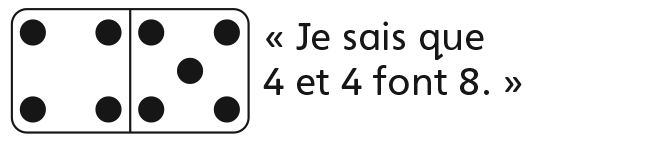 « Je sais que
4 et 4 font 8. »